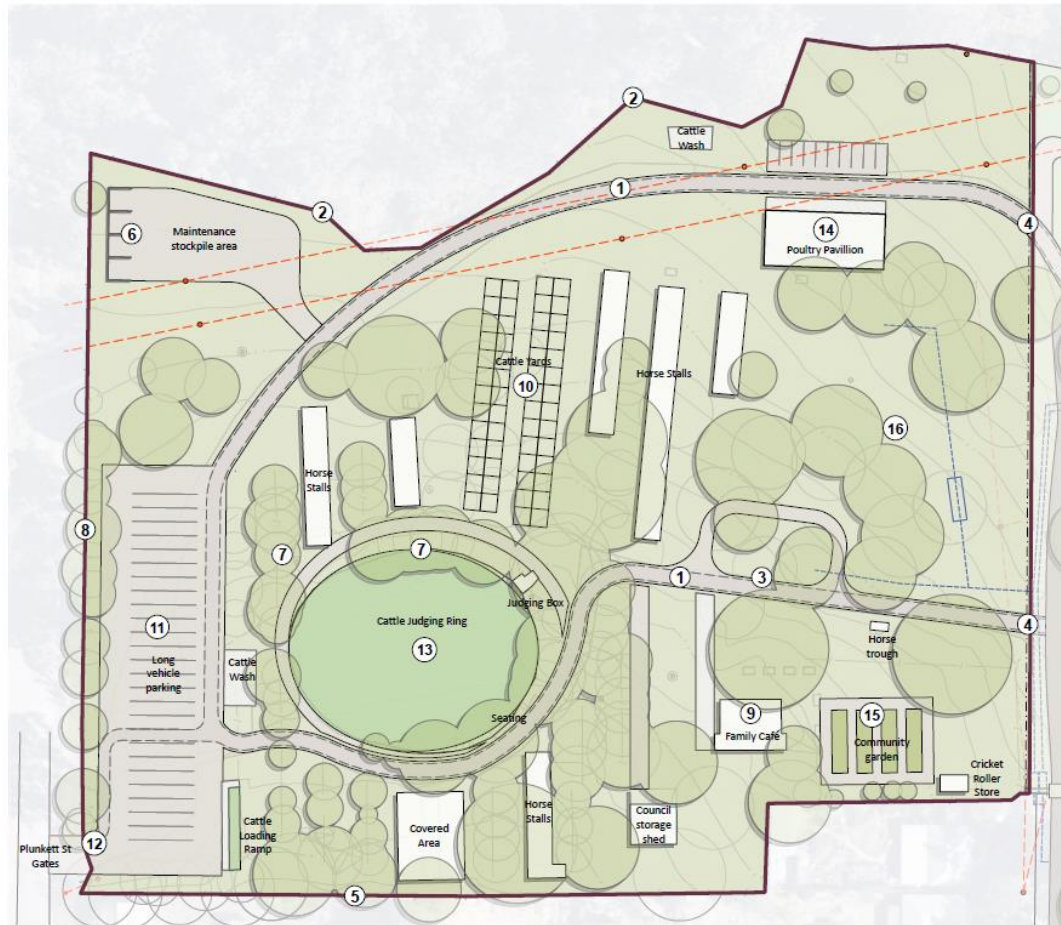 2
Cattle
Wash
1
2
4
6
Maintenance
stockpile area
14
Poultry Pavillion
Cattle Yards
10
Horse Stalls
16
Horse
Stalls
8
7
7
1
3
Judging Box
Cattle Judging Ring
13
4
11
Long
vehicle
parking
Cattle
Wash
Horse
trough
Seating
9
Family Café
15
Community
garden
Cricket
Roller
Store
Horse
Stalls
Council
storage
shed
Covered
Area
Cattle
Loading
Ramp
12
Plunkett St
Gates
5